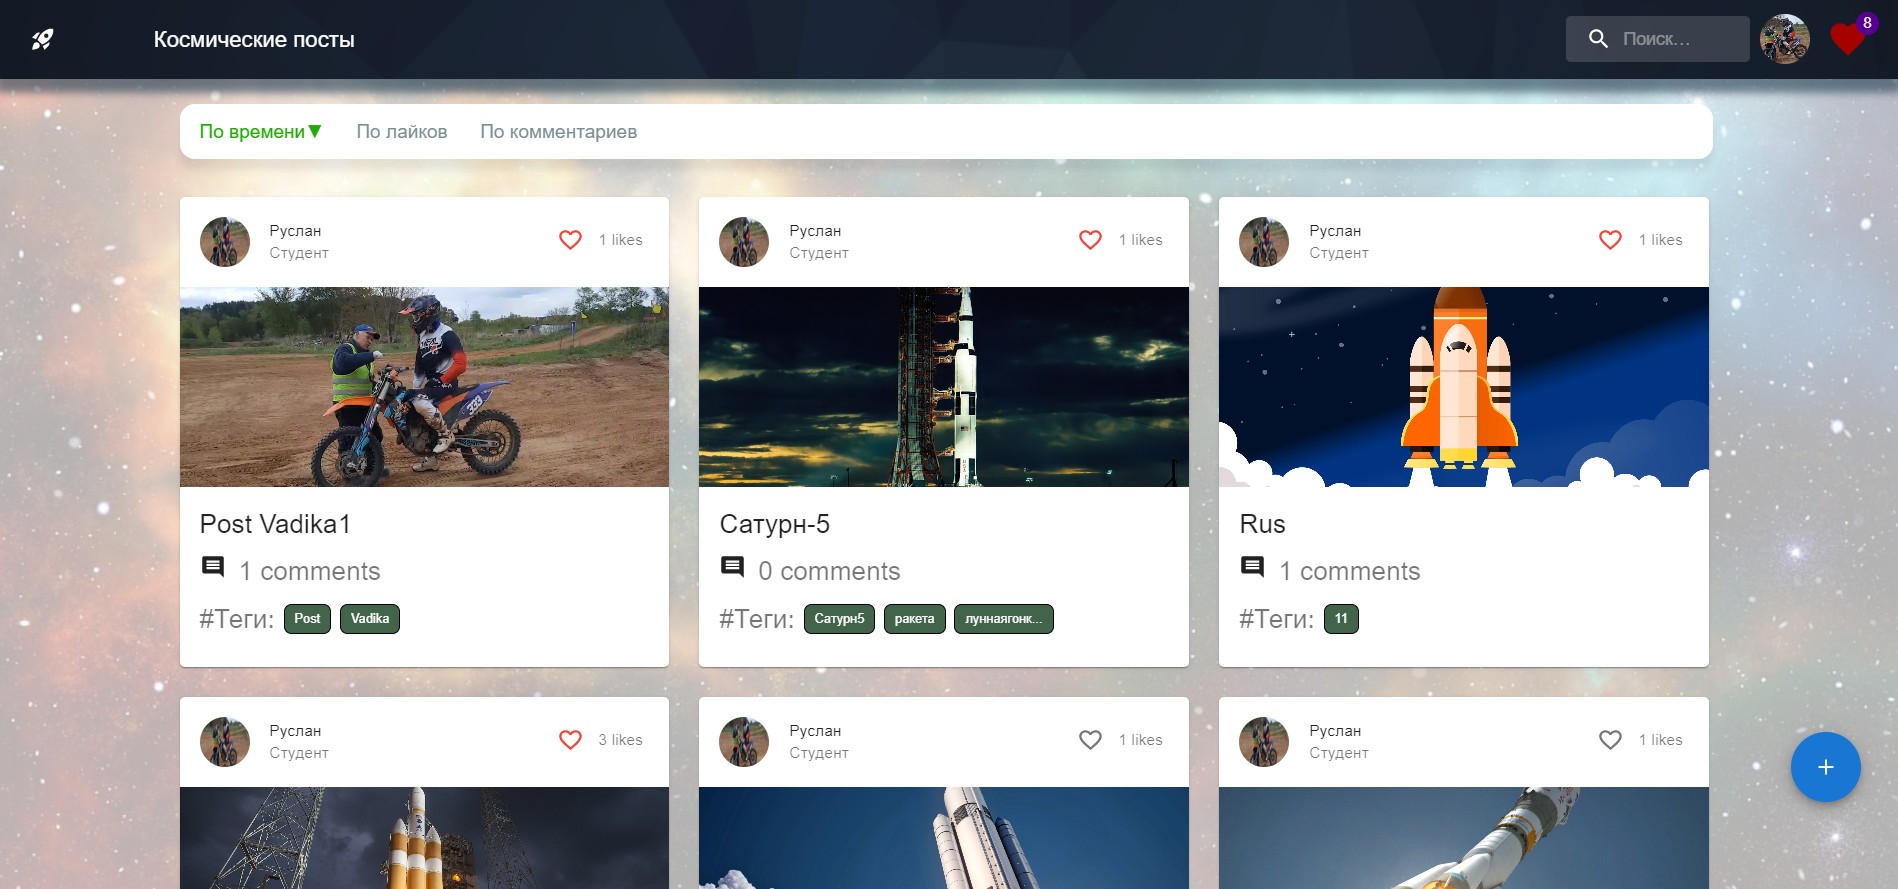 Космические посты
Поиск...
8
По времени▼ По лайков По комментариев
Руслан
Студент
1 likes
Post Vadika1
1 comments
#Теги: Post Vadika
Руслан
Студент
1 likes
Сатурн-5
0 comments
#Теги: Сатурн5 ракета луннаягонк...
Руслан
Студент
1 likes
Rus
1 comments
#Теги: 11
Руслан
Студент
3 likes
Руслан
Студент
1 likes
Руслан
Студент
1 likes